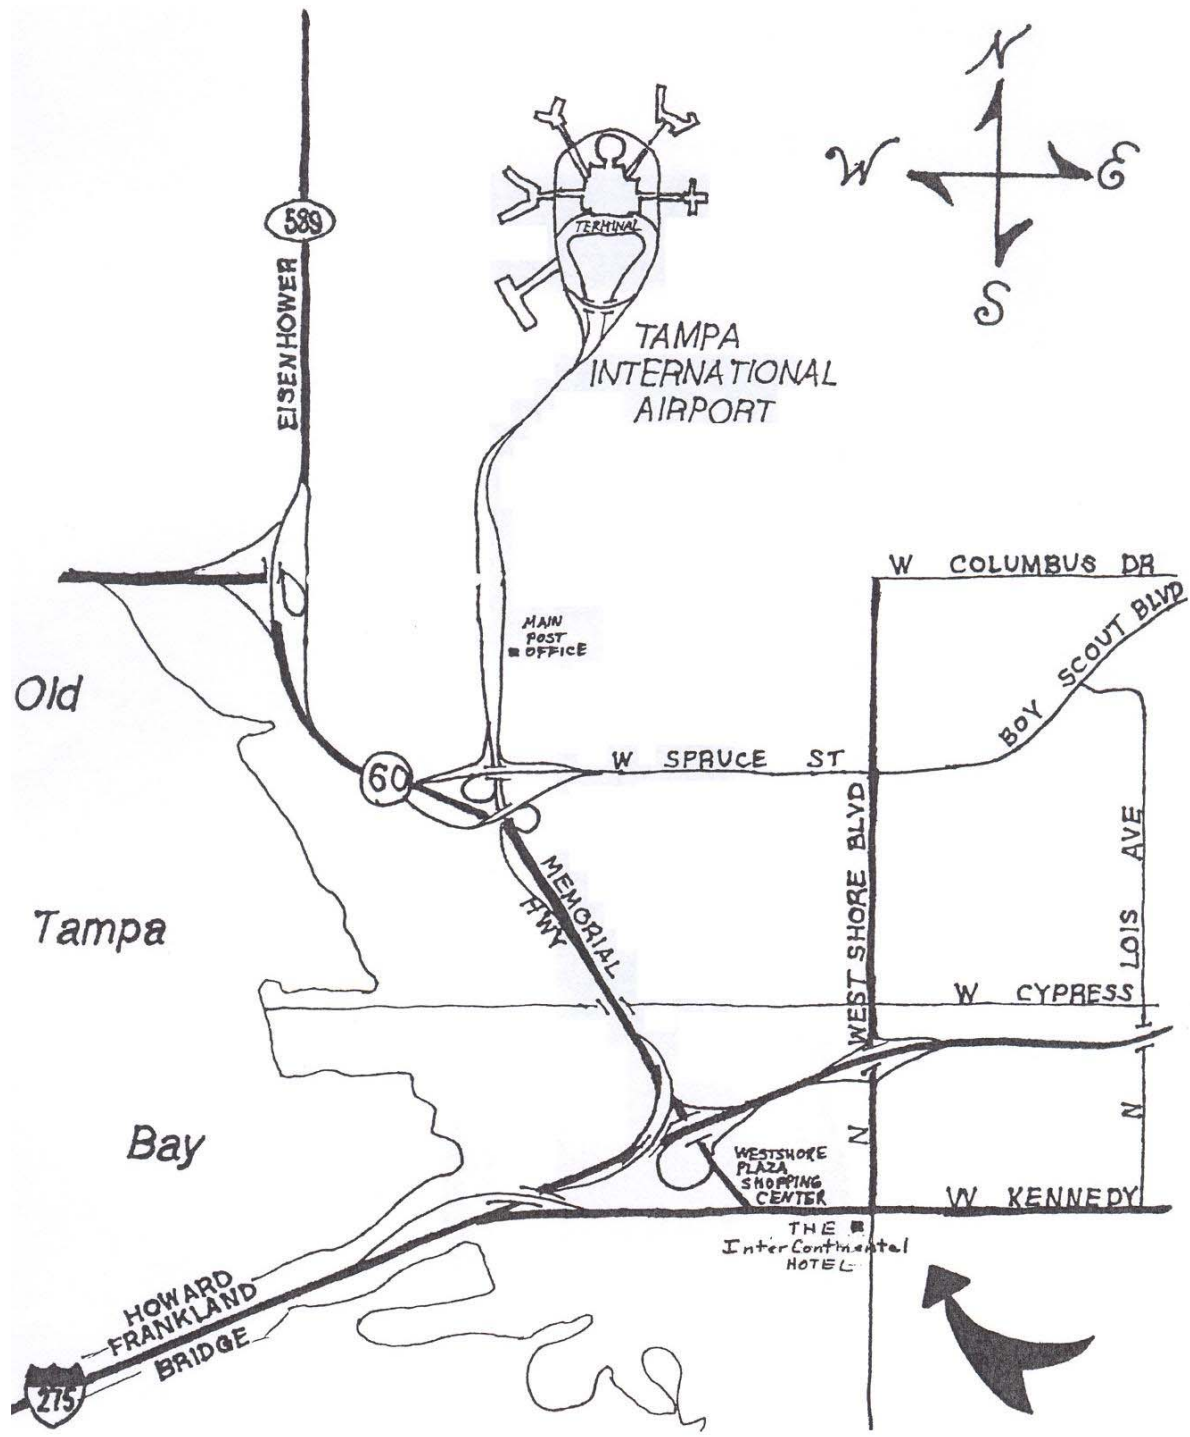 N
W
E
S
589
EISENHOWER
TERMINAL
TAMPA
INTERNATIONAL
AIRPORT
W COLUMBUS DR
BOY SCOUT BLVD
MAIN
POST
OFFICE
Old
Tampa
Bay
60
W SPRUCE ST
MEMORIAL
HWY
N WEST SHORE BLVD
N LOIS AVE
W CYPRESS
WESTSHORE
PLAZA
SHOPPING
CENTER
W KENNEDY
THE
InterContinental
HOTEL
HOWARD
FRANKLAND
BRIDGE
275